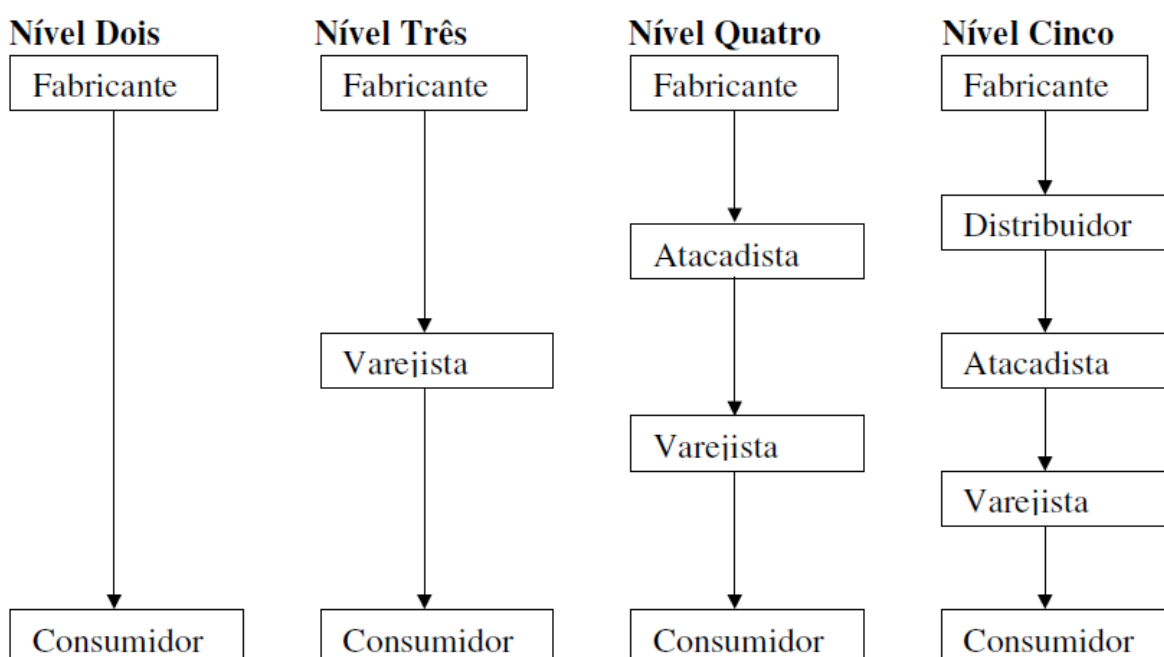 Nível Dois
Fabricante
Consumidor
Nível Três
Fabricante
Varejista
Consumidor
Nível Quatro
Fabricante
Atacadista
Varejista
Consumidor
Nível Cinco
Fabricante
Distribuidor
Atacadista
Varejista
Consumidor